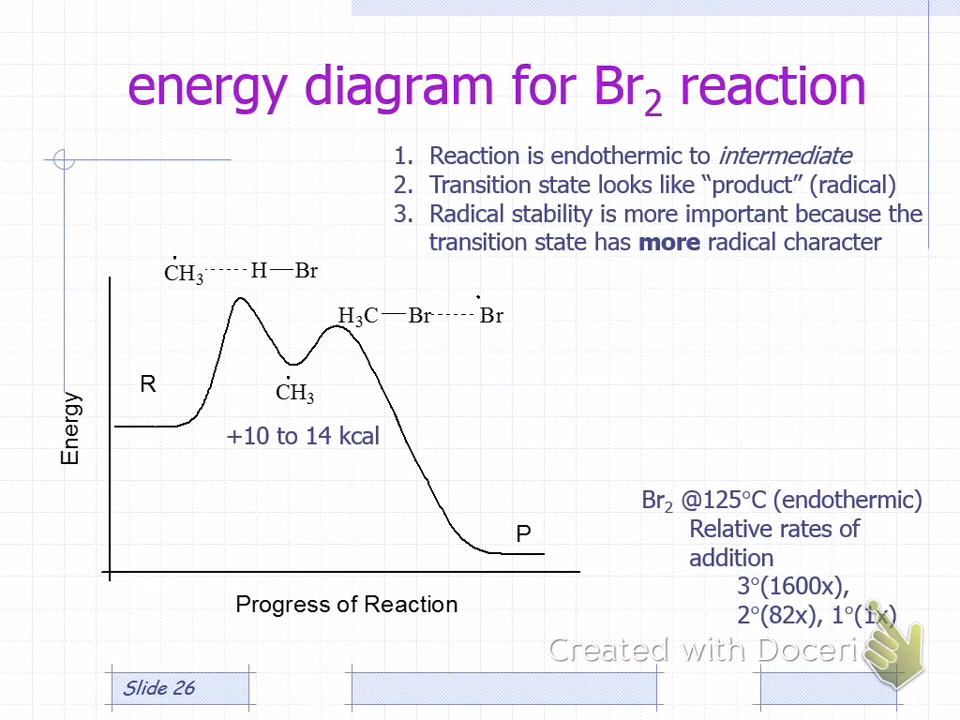 energy diagram for Br2 reaction
1. Reaction is endothermic to intermediate
2. Transition state looks like “product” (radical)
3. Radical stability is more important because the
transition state has more radical character
CH3 H Br
H3C Br Br
R
CH3
+10 to 14 kcal
Energy
P
Progress of Reaction
Br2 @125°C (endothermic)
Relative rates of
addition
3°(1600x),
2°(82x), 1°(1x)
Created with Doceri
Slide 26